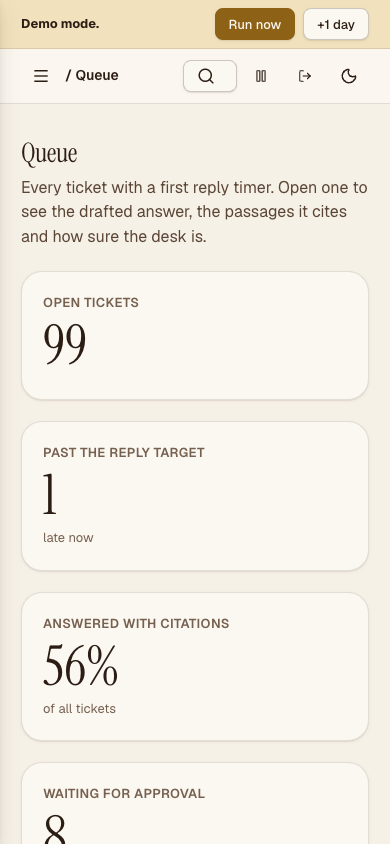 Demo mode.
Run now
+1 day
/ Queue
Queue
Every ticket with a first reply timer. Open one to
see the drafted answer, the passages it cites
and how sure the desk is.
OPEN TICKETS
99
PAST THE REPLY TARGET
1
late now
ANSWERED WITH CITATIONS
56%
of all tickets
WAITING FOR APPROVAL
8